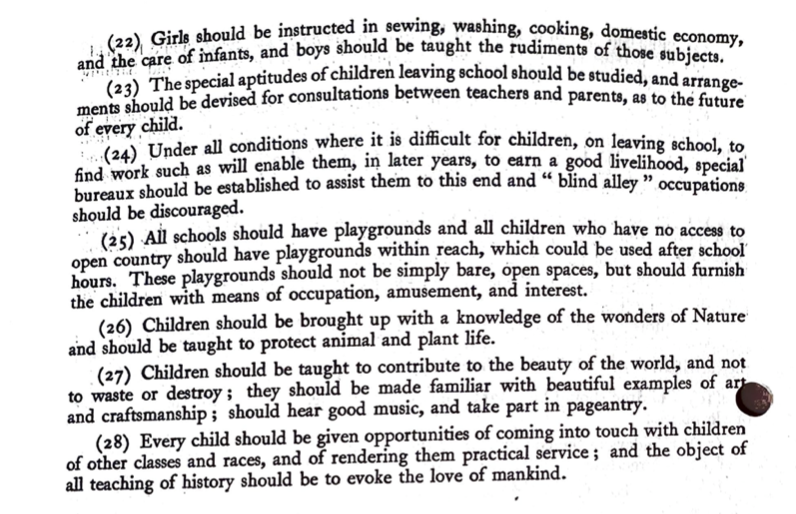 (22) Girls should be instructed in sewing, washing, cooking, domestic economy,
and the care of infants, and boys should be taught the rudiments of those subjects.
(23) The special aptitudes of children leaving school should be studied, and arrange-
ments should be devised for consultations between teachers and parents, as to the future
of every child.
(24) Under all conditions where it is difficult for children, on leaving school, to
find work such as will enable them, in later years, to earn a good livelihood, special
bureaux should be established to assist them to this end and “ blind alley ” occupations
should be discouraged.
(25) All schools should have playgrounds and all children who have no access to
open country should have playgrounds within reach, which could be used after school
hours. These playgrounds should not be simply bare, open spaces, but should furnish
the children with means of occupation, amusement, and interest.
(26) Children should be brought up with a knowledge of the wonders of Nature
and should be taught to protect animal and plant life.
(27) Children should be taught to contribute to the beauty of the world, and not
to waste or destroy ; they should be made familiar with beautiful examples of art
and craftsmanship ; should hear good music, and take part in pageantry.
(28) Every child should be given opportunities of coming into touch with children
of other classes and races, and of rendering them practical service ; and the object of
all teaching of history should be to evoke the love of mankind.